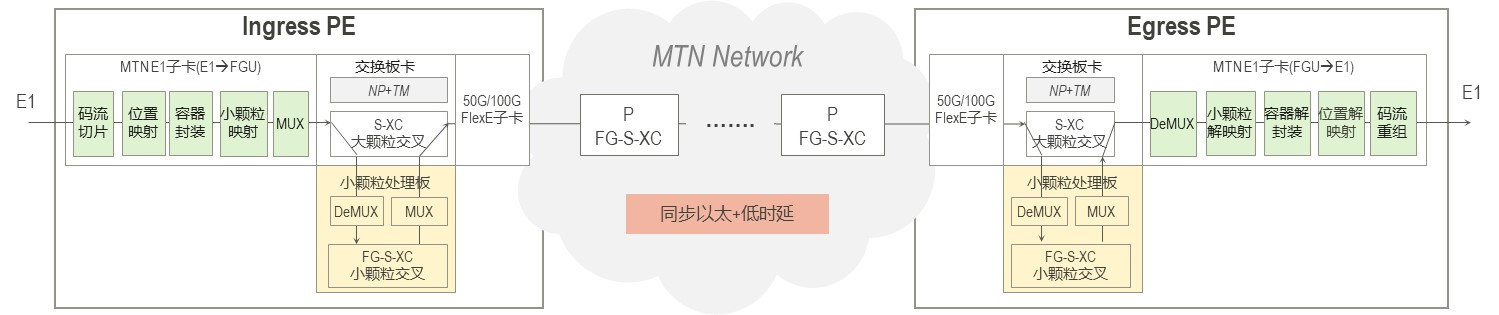 Ingress PE
MTN E1子卡(E1→FGU)
E1
码流
切片
位置
映射
容器
封装
小颗粒
映射
MUX
交换板卡
NP+TM
S-XC
大颗粒交叉
小颗粒处理板
DeMUX
MUX
FG-S-XC
小颗粒交叉
50G/100G
FlexE子卡
MTN Network
P
FG-S-XC
.......
P
FG-S-XC
同步以太+低时延
Egress PE
50G/100G
FlexE子卡
交换板卡
NP+TM
S-XC
大颗粒交叉
小颗粒处理板
DeMUX
MUX
FG-S-XC
小颗粒交叉
MTN E1子卡(FGU→E1)
DeMUX
小颗粒
解映射
容器解
封装
位置解
映射
码流
重组
E1